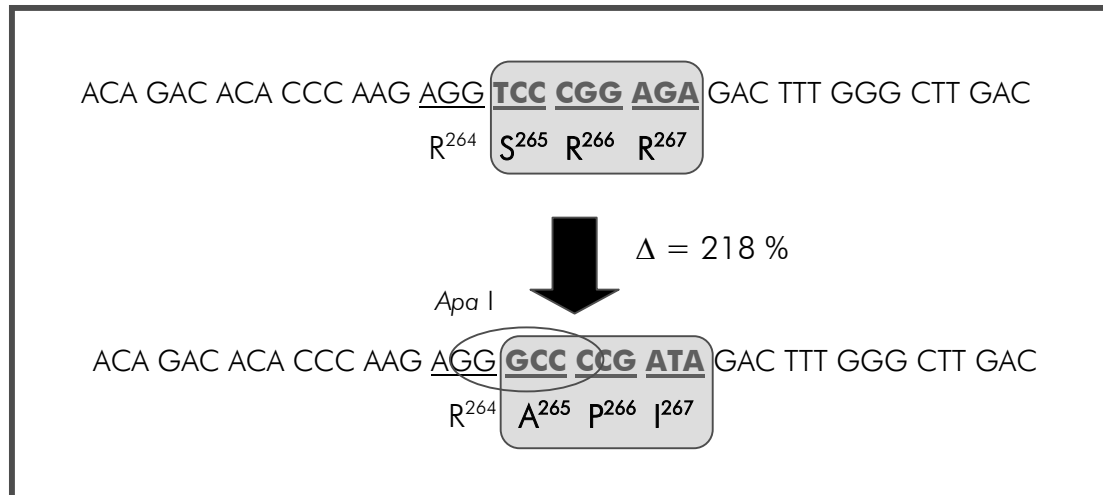 ACA GAC ACA CCC AAG AGG TCC CGG AGA GAC TTT GGG CTT GAC
R²⁶⁴ S²⁶⁵ R²⁶⁶ R²⁶⁷
Δ = 218 %
Apa I
ACA GAC ACA CCC AAG AGG GCC CCG ATA GAC TTT GGG CTT GAC
R²⁶⁴ A²⁶⁵ P²⁶⁶ I²⁶⁷